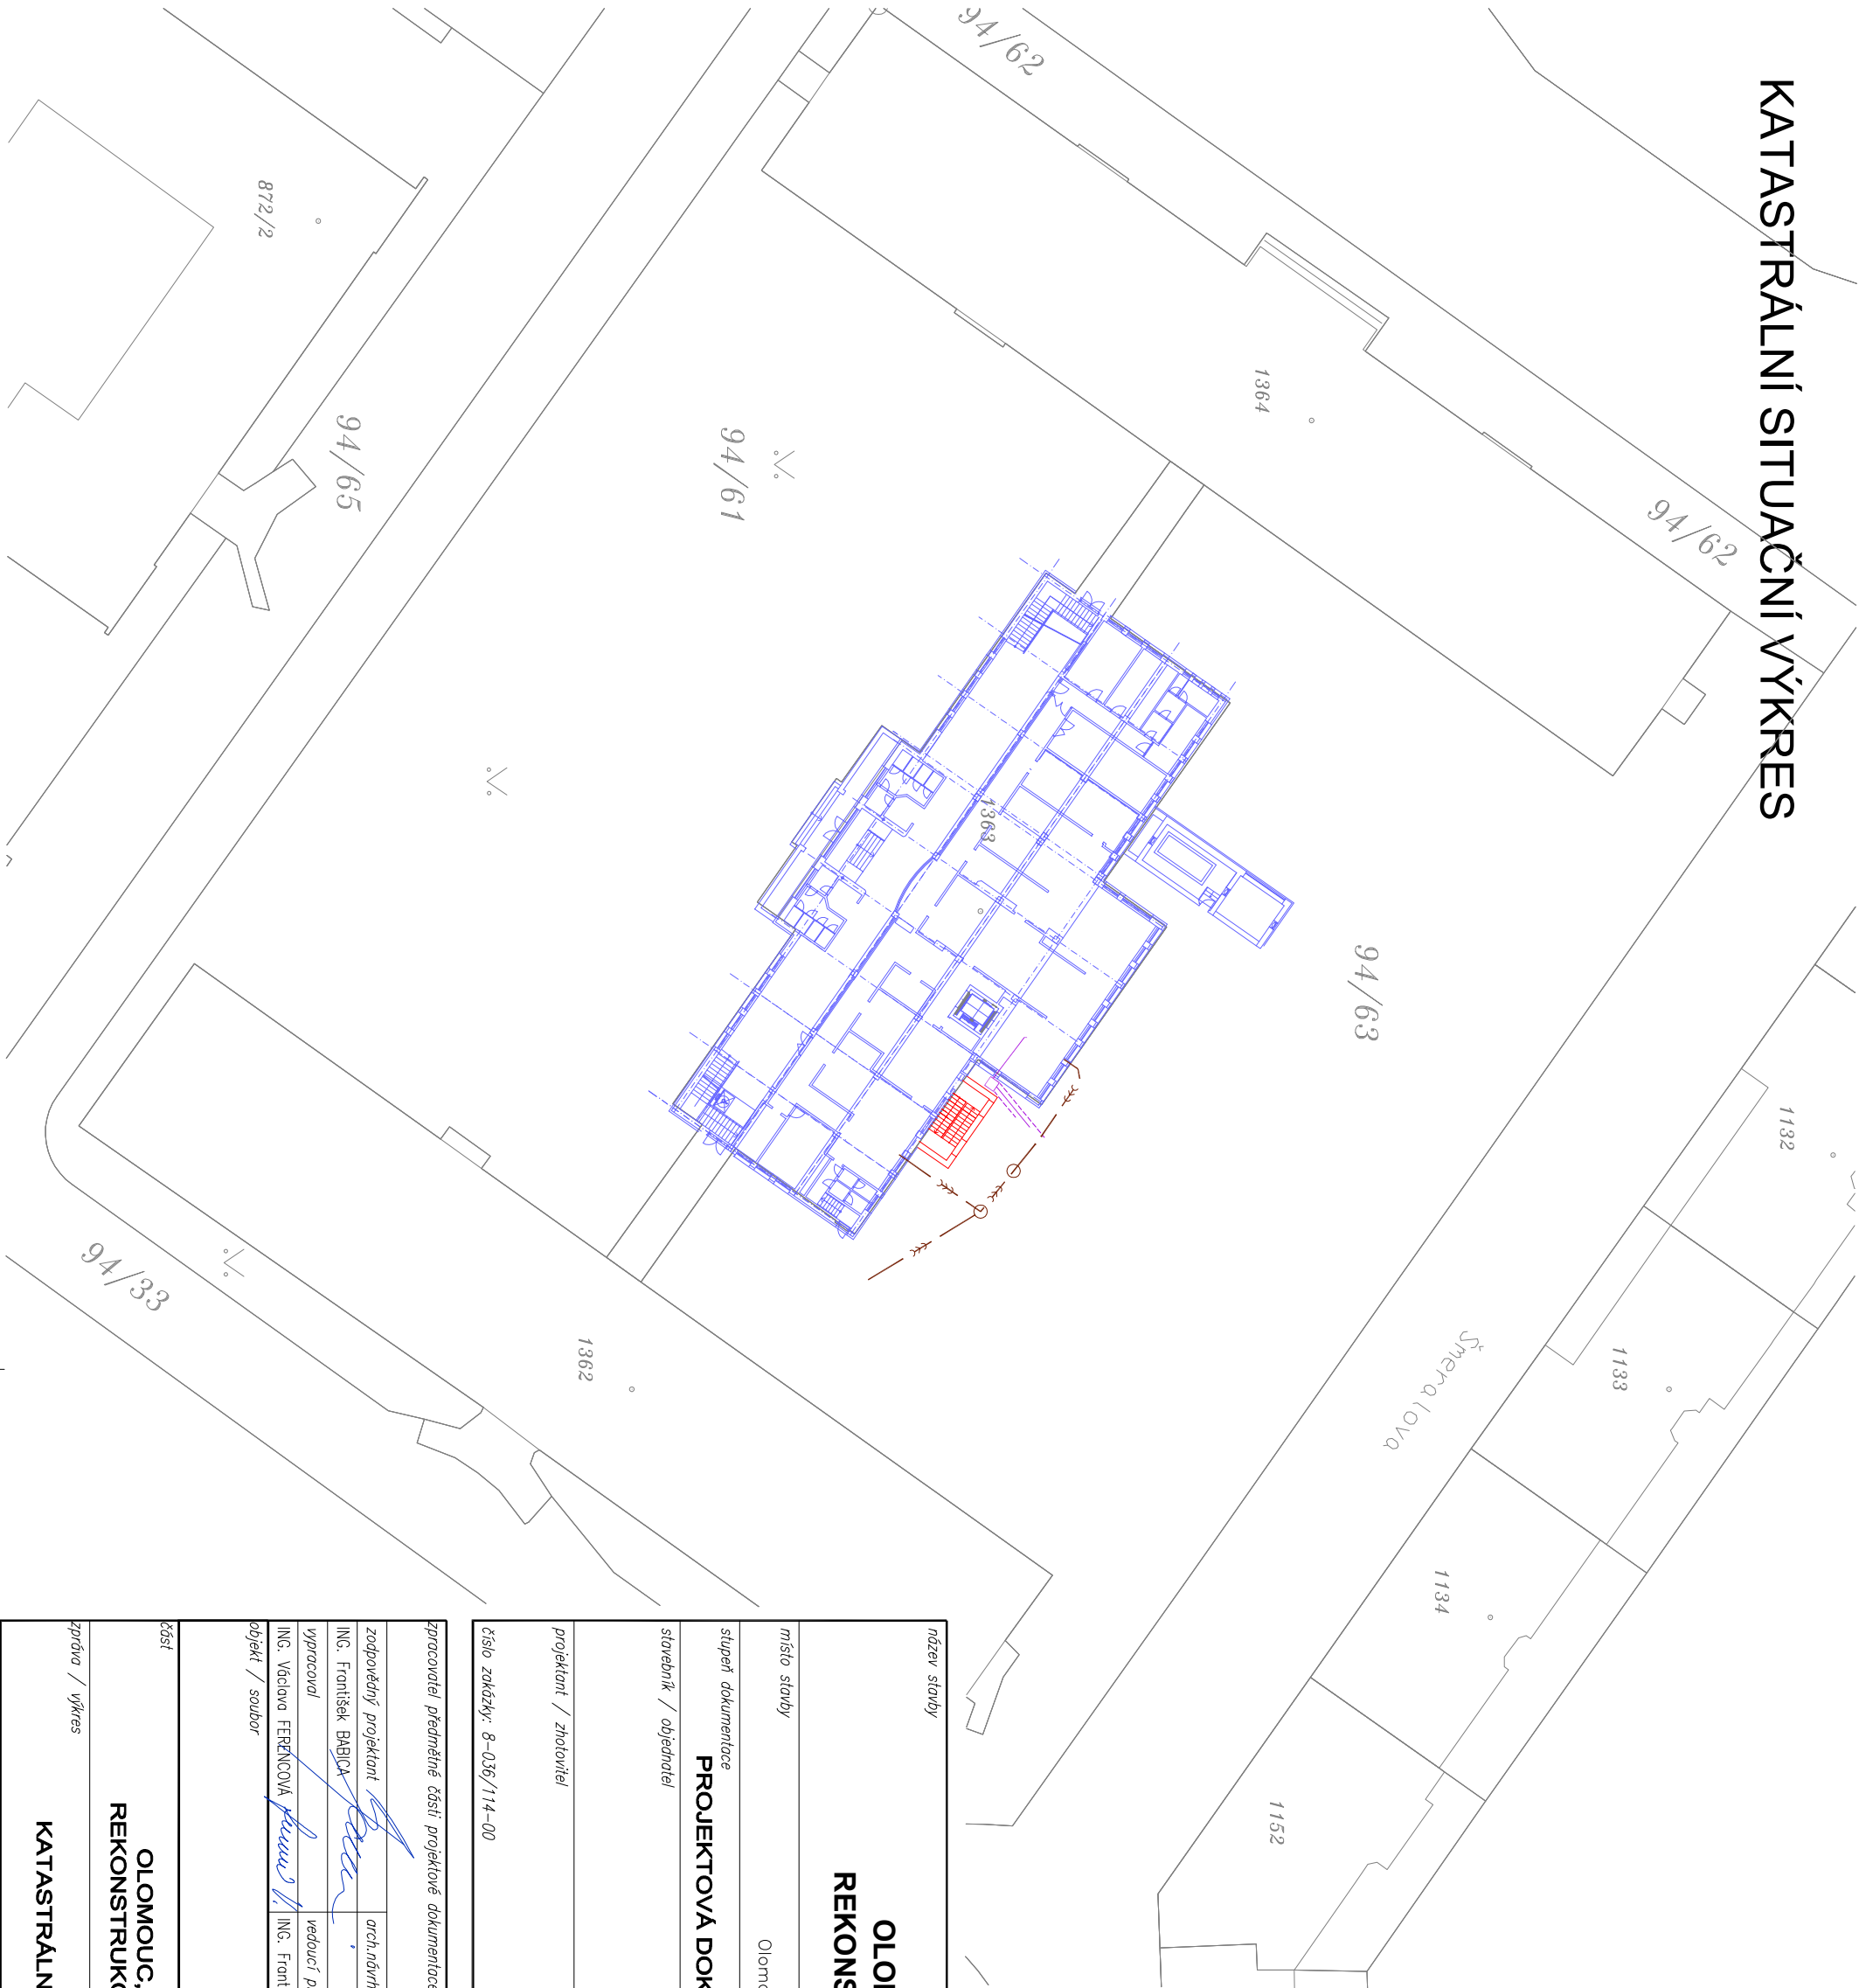 KATASTRÁLNÍ SITUAČNÍ VÝKRES
94/62
94/62
872/2
1364
94/65
94/61
1363
94/63
1132
94/33
1362
Šmeralova
1133
1134
1152
název stavby
OLO
REKONS
místo stavby
Olomo
stupeň dokumentace
PROJEKTOVÁ DOK
stavebník / objednatel
projektant / zhotovitel
číslo zakázky: 8-036/114-00
zpracovatel předmětné části projektové dokumentace
zodpovědný projektant
arch.návrh
ING. František BABICA
vypracoval
vedoucí p
ING. Václava FERENCOVÁ
ING. Frant
objekt / soubor
část
OLOMOUC,
REKONSTRUKC
zpráva / výkres
KATASTRÁLN